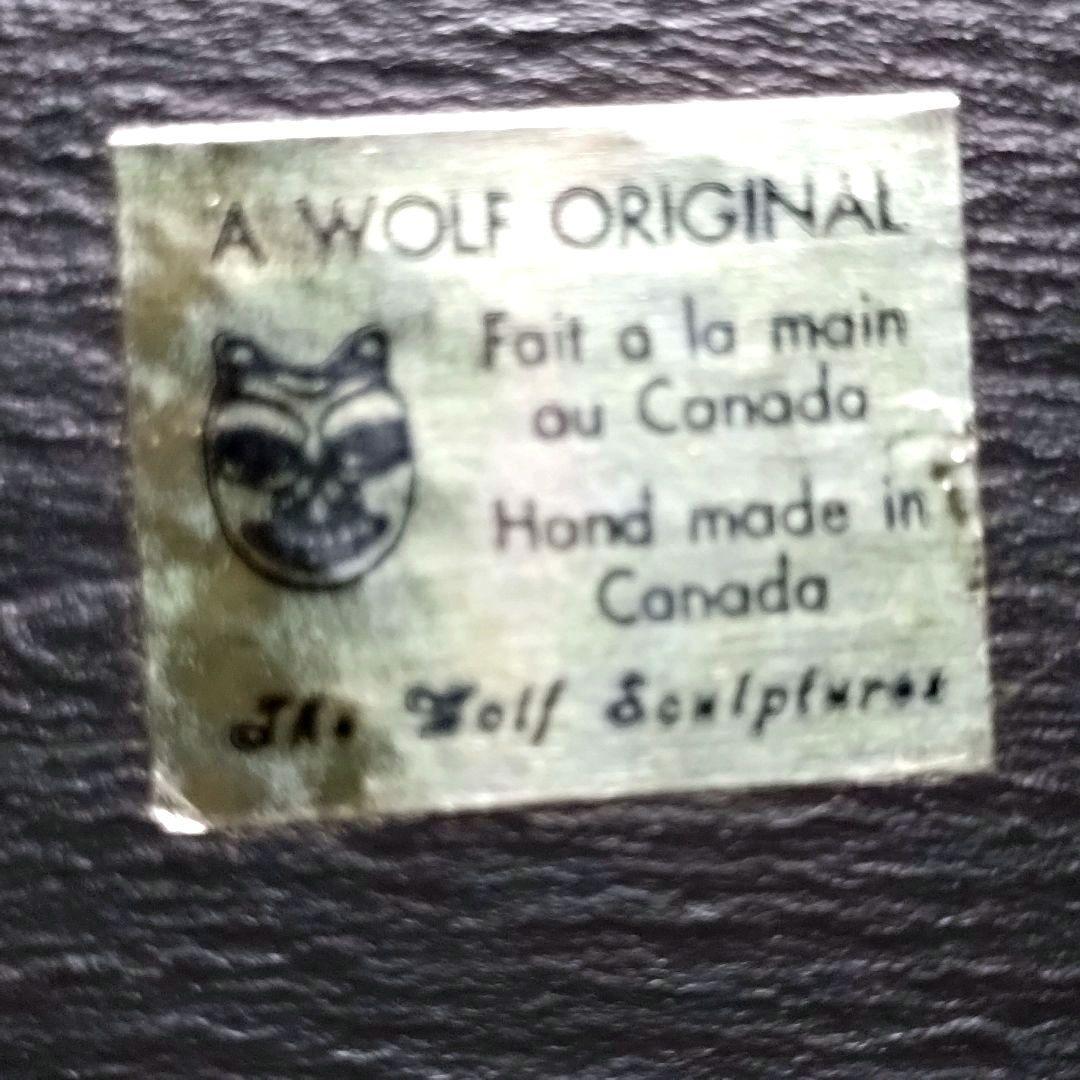 A WOLF ORIGINAL
Fait a la main
au Canada
Hand made in
Canada
The Wolf Sculptures